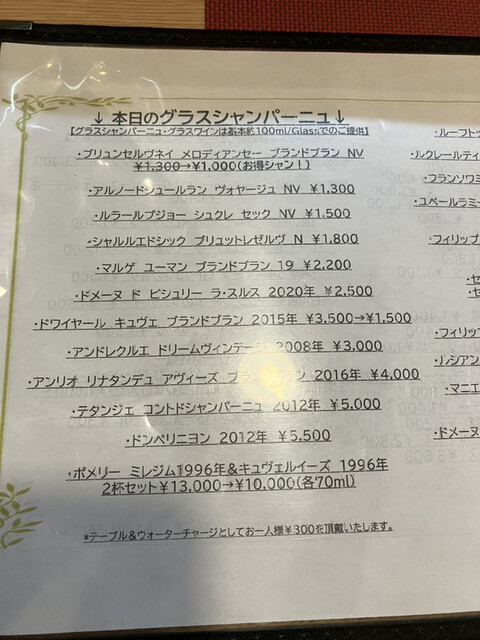 ↓ 本日のグラスシャンパーニュ↓
【グラスシャンパーニュ・グラスワインは基本約100ml/Glassでのご提供】
・ブリュンセルヴネイ メロディアンセー ブランドブラン NV
¥1,300→¥1,000(お得シャン!)
・アルノードシュールラン ヴォヤージュ NV ¥1,300
・ルラールブジョー シュクレ セック NV ¥1,500
・シャルルエドシック ブリュットレゼルヴ N ¥1,800
・マルゲ ユーマン ブランドブラン 19 ¥2,200
・ドメーヌ ド ビシュリー ラ・スルス 2020年 ¥2,500
・ドワイヤール キュヴェ ブランドブラン 2015年 ¥3,500→¥1,500
・アンドレクルエ ドリームヴィンテージ 2008年 ¥3,000
・アンリオ リナタンデュ アヴィーズ ブラン 2016年 ¥4,000
・テタンジェ コントドシャンパーニュ 2012年 ¥5,000
・ドンペリニヨン 2012年 ¥5,500
・ポメリー ミレジム1996年&キュヴェルイーズ 1996年
2杯セット¥13,000→¥10,000(各70ml)
*テーブル&ウォーターチャージとしてお一人様¥300を頂戴いたします。
・ルーフトッ
・ルクレールティ
・フランソワミ
・ユペールラミー
・フィリップ
・フィリップ
・ルシアン
・マニエ
・ドメーヌ